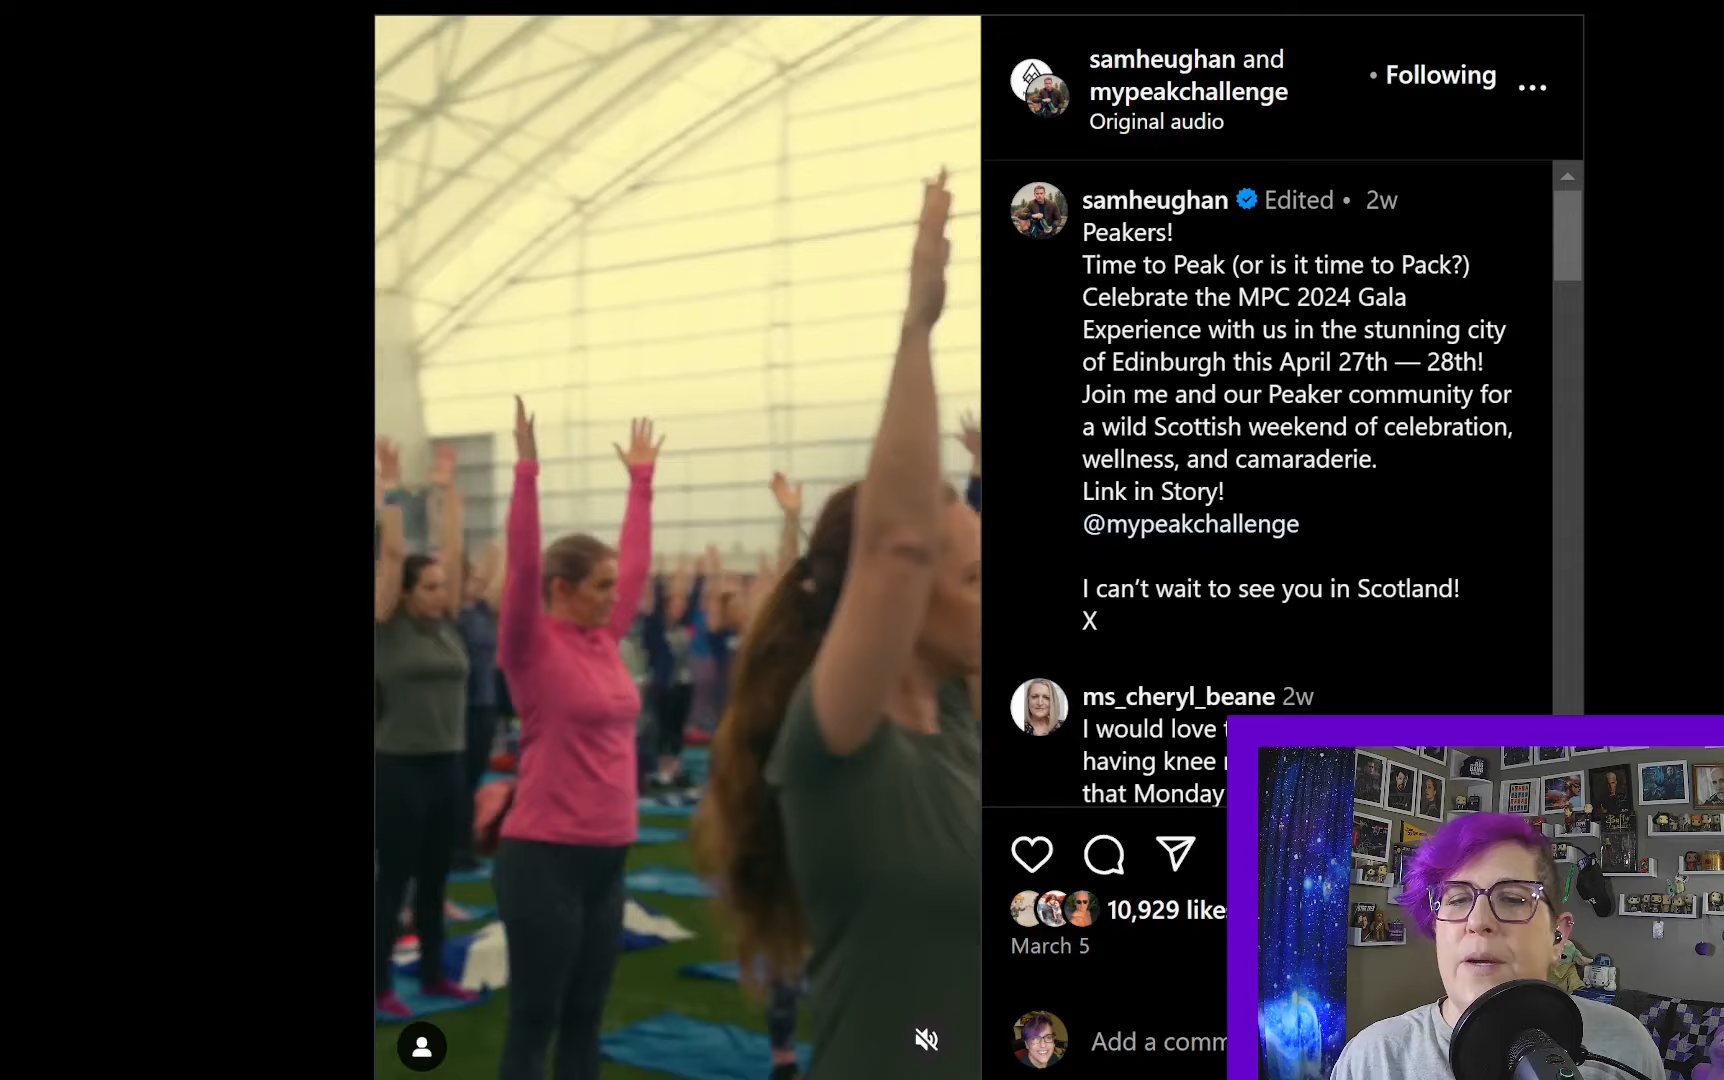 samheughan and
mypeakchallenge
Original audio
• Following
samheughan Edited • 2w
Peakers!
Time to Peak (or is it time to Pack?)
Celebrate the MPC 2024 Gala
Experience with us in the stunning city
of Edinburgh this April 27th — 28th!
Join me and our Peaker community for
a wild Scottish weekend of celebration,
wellness, and camaraderie.
Link in Story!
@mypeakchallenge
I can’t wait to see you in Scotland!
X
ms_cheryl_beane 2w
I would love
having knee
that Monday
10,929
March 5
Add a